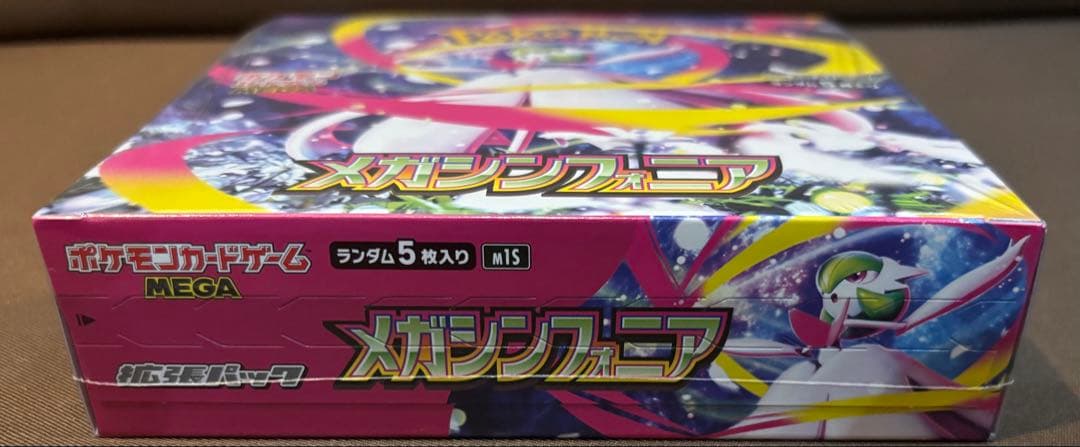 メガシンフォニア
ポケモンカードゲーム
MEGA
ランダム5枚入り
M1S
メガシンフォニア
拡張パック